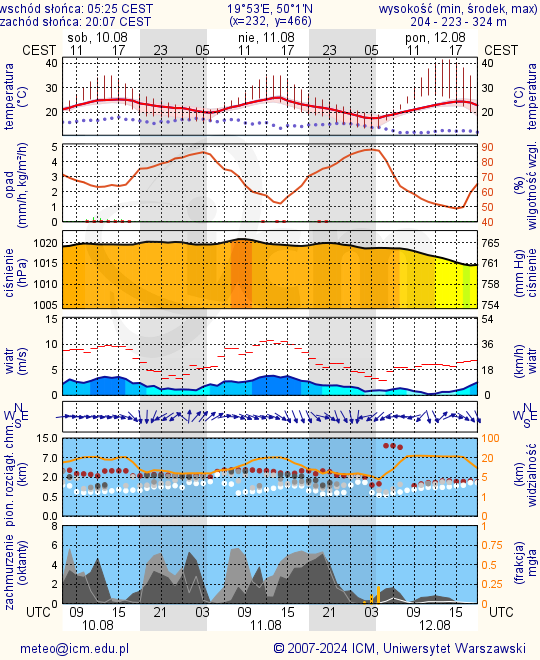 wschód słońca: 05:25 CEST
19°53'E, 50°1'N
wysokość (min, środek, max)
zachód słońca: 20:07 CEST
(x=232, y=466)
204 - 223 - 324 m
sob, 10.08
nie, 11.08
pon, 12.08
CEST 11 17 23 05 11 17 23 05 11 17 CEST
temperatura
(°C)
40
30
20
40
30
20
(°C)
temperatura
opad
(mm/h, kg/m²/h)
5
4
3
2
1
0
90
80
70
60
50
40
(%)
wilgotność wzgl.
ciśnienie
(hPa)
1020
1015
1010
1005
765
761
758
754
(mm Hg)
ciśnienie
wiatr
(m/s)
15
10
5
0
54
36
18
0
(km/h)
wiatr
N
W E
S
N
W E
S
pion. rozciągł. chm.
(km)
15.0
7.0
2.0
0.5
0.0
100
20
5
1
0
(km)
widzialność
zachmurzenie
(oktanty)
8
6
4
2
0
1
0.75
0.5
0.25
0
(frakcja)
mgła
UTC 09 15 21 03 09 15 21 03 09 15 UTC
10.08
11.08
12.08
meteo@icm.edu.pl
© 2007-2024 ICM, Uniwersytet Warszawski